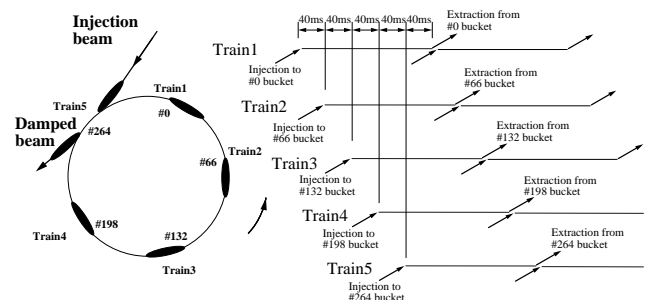 Injection
beam
Train5
#264
Damped
beam
Train1
#0
Train2
#66
#198
Train4
#132
Train3
40ms 40ms 40ms 40ms 40ms
Train1
Injection to
#0 bucket
Extraction from
#0 bucket
Train2
Injection to
#66 bucket
Extraction from
#66 bucket
Train3
Injection to
#132 bucket
Extraction from
#132 bucket
Train4
Injection to
#198 bucket
Extraction from
#198 bucket
Train5
Injection to
#264 bucket
Extraction from
#264 bucket